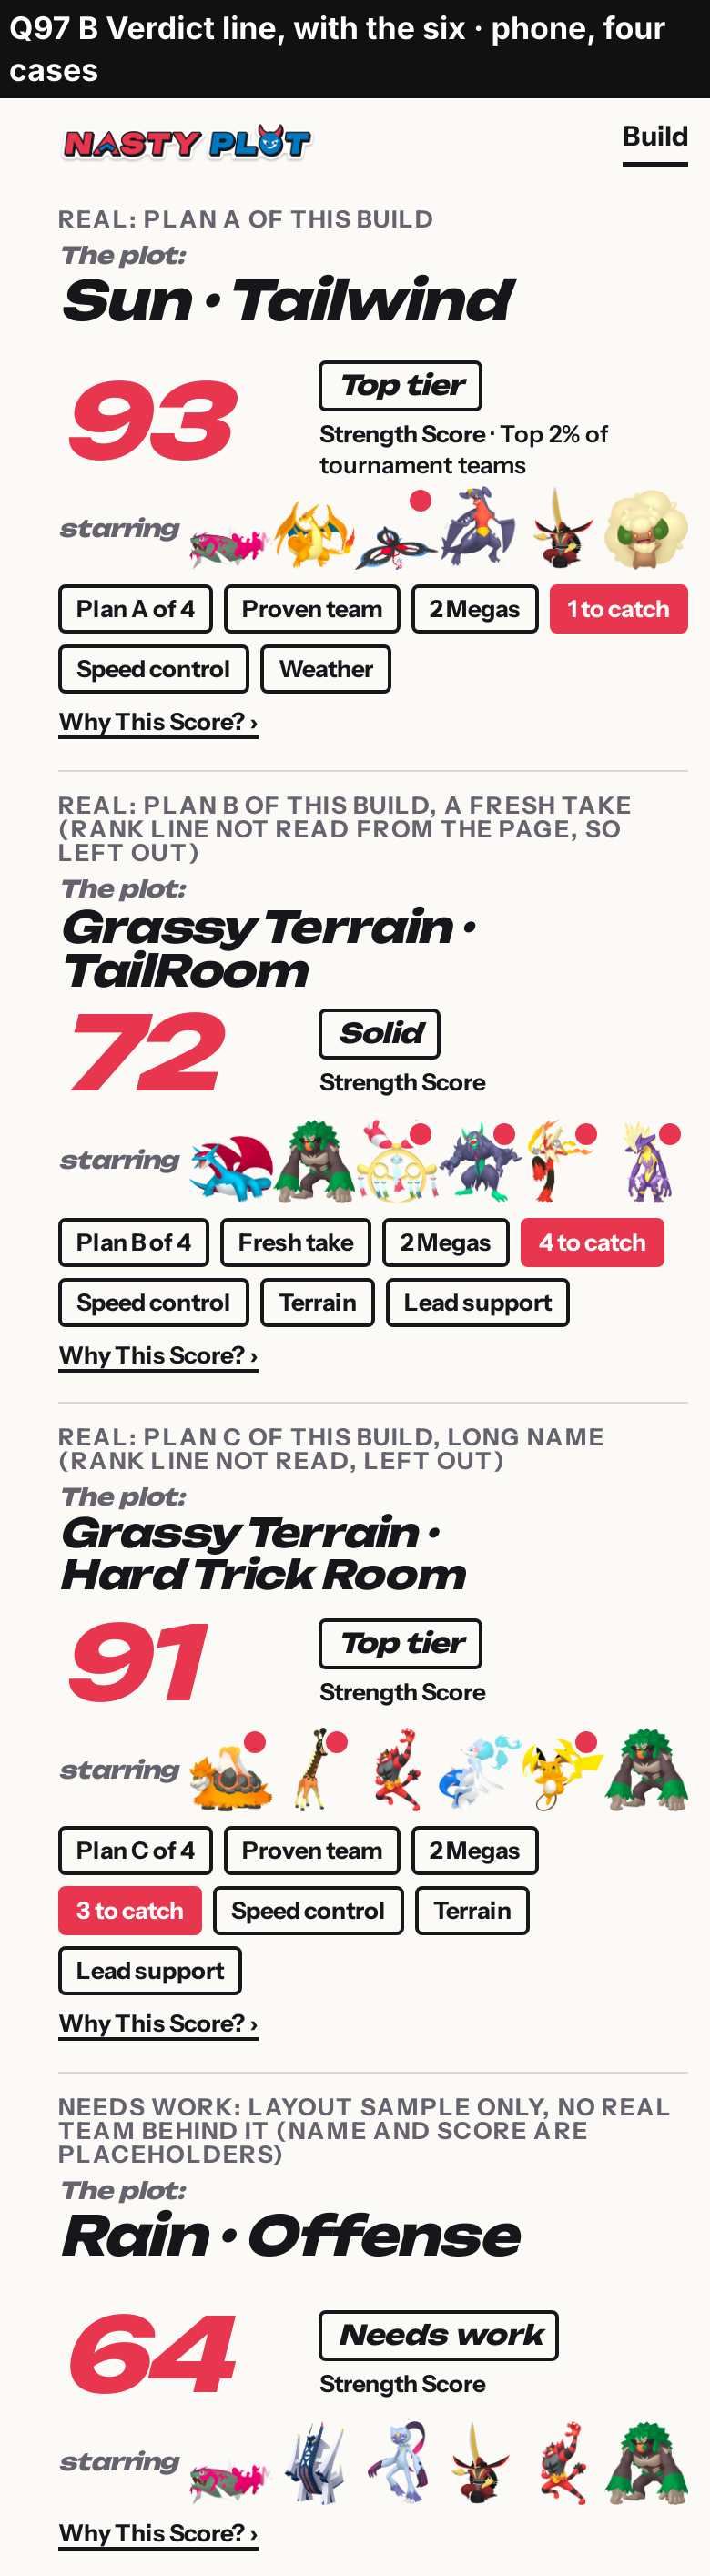 Q97 B Verdict line, with the six · phone, four
cases
NASTY PLOT
Build
REAL: PLAN A OF THIS BUILD
The plot:
Sun · Tailwind
93
Top tier
Strength Score · Top 2% of
tournament teams
starring
Plan A of 4
Proven team
2 Megas
1 to catch
Speed control
Weather
Why This Score? ›
REAL: PLAN B OF THIS BUILD, A FRESH TAKE
(RANK LINE NOT READ FROM THE PAGE, SO
LEFT OUT)
The plot:
Grassy Terrain ·
TailRoom
72
Solid
Strength Score
starring
Plan B of 4
Fresh take
2 Megas
4 to catch
Speed control
Terrain
Lead support
Why This Score? ›
REAL: PLAN C OF THIS BUILD, LONG NAME
(RANK LINE NOT READ, LEFT OUT)
The plot:
Grassy Terrain ·
Hard Trick Room
91
Top tier
Strength Score
starring
Plan C of 4
Proven team
2 Megas
3 to catch
Speed control
Terrain
Lead support
Why This Score? ›
NEEDS WORK: LAYOUT SAMPLE ONLY, NO REAL
TEAM BEHIND IT (NAME AND SCORE ARE
PLACEHOLDERS)
The plot:
Rain · Offense
64
Needs work
Strength Score
starring
Why This Score? ›